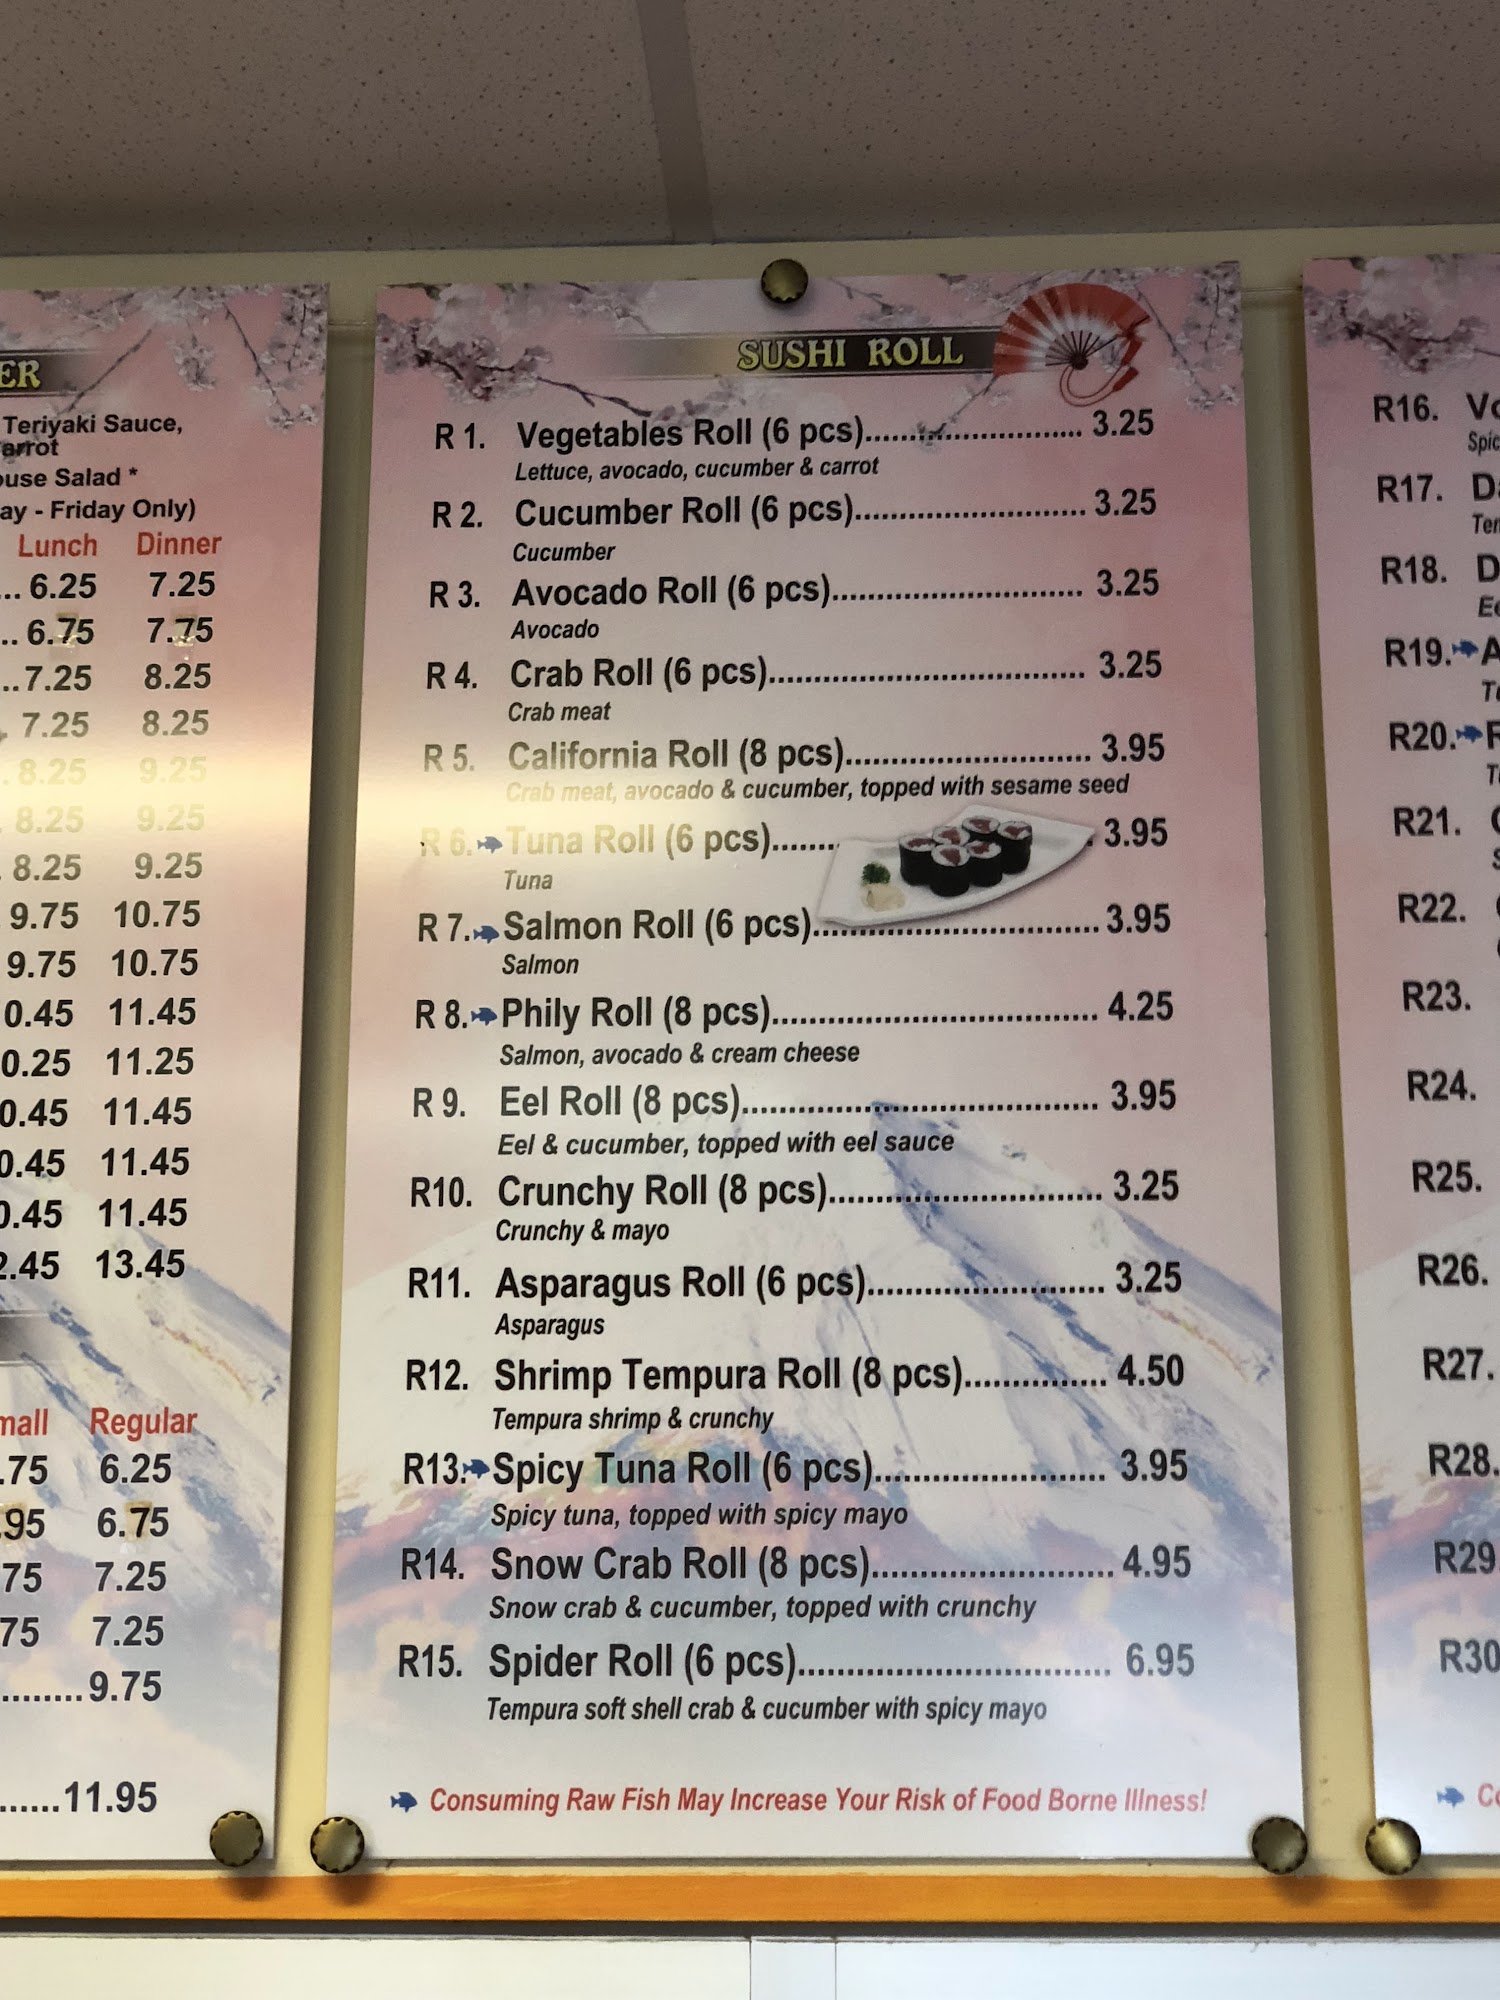 ER
Teriyaki Sauce,
arrot
ouse Salad *
ay - Friday Only)
Lunch Dinner
... 6.25 7.25
.. 6.75 7.75
..7.25 8.25
. 7.25 8.25
. 8.25 9.25
. 8.25 9.25
. 8.25 9.25
9.75 10.75
9.75 10.75
0.45 11.45
0.25 11.25
0.45 11.45
0.45 11.45
0.45 11.45
2.45 13.45
mall Regular
.75 6.25
.95 6.75
75 7.25
75 7.25
.........9.75
......11.95
SUSHI ROLL
R 1. Vegetables Roll (6 pcs)............................ 3.25
Lettuce, avocado, cucumber & carrot
R 2. Cucumber Roll (6 pcs)............................. 3.25
Cucumber
R 3. Avocado Roll (6 pcs)................................ 3.25
Avocado
R 4. Crab Roll (6 pcs)........................................ 3.25
Crab meat
R 5. California Roll (8 pcs)............................... 3.95
Crab meat, avocado & cucumber, topped with sesame seed
R 6. Tuna Roll (6 pcs)........ 3.95
Tuna
R 7. Salmon Roll (6 pcs).................................... 3.95
Salmon
R 8. Phily Roll (8 pcs)......................................... 4.25
Salmon, avocado & cream cheese
R 9. Eel Roll (8 pcs)............................................. 3.95
Eel & cucumber, topped with eel sauce
R10. Crunchy Roll (8 pcs)................................... 3.25
Crunchy & mayo
R11. Asparagus Roll (6 pcs).............................. 3.25
Asparagus
R12. Shrimp Tempura Roll (8 pcs).................. 4.50
Tempura shrimp & crunchy
R13. Spicy Tuna Roll (6 pcs)............................. 3.95
Spicy tuna, topped with spicy mayo
R14. Snow Crab Roll (8 pcs).............................. 4.95
Snow crab & cucumber, topped with crunchy
R15. Spider Roll (6 pcs)....................................... 6.95
Tempura soft shell crab & cucumber with spicy mayo
Consuming Raw Fish May Increase Your Risk of Food Borne Illness!
R16.
Spic
R17.
R18.
R19. A
R20.
R21.
R22.
R23.
R24.
R25.
R26.
R27.
R28.
R29
R30